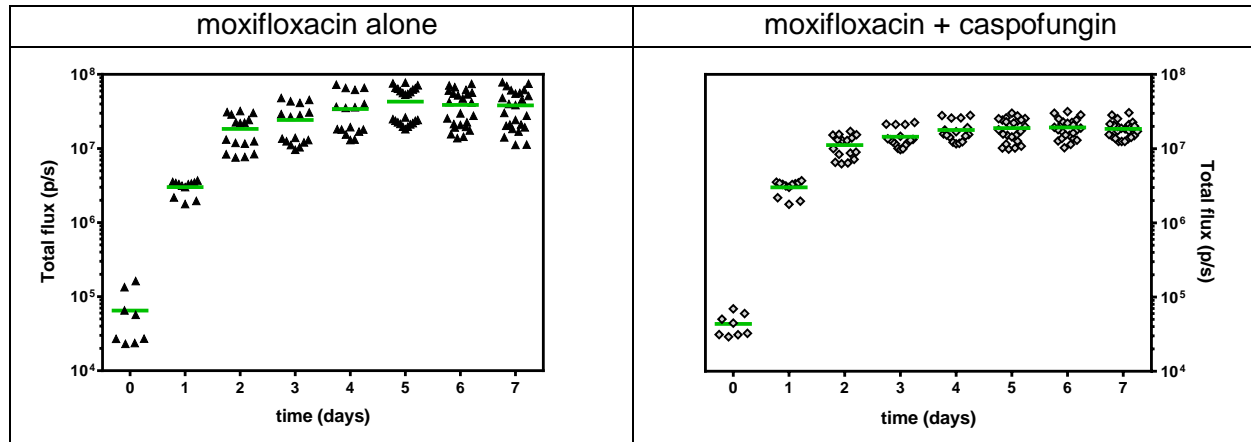 moxifloxacin alone
moxifloxacin + caspofungin
Total flux (p/s)
10⁸
10⁷
10⁶
10⁵
10⁴
0 1 2 3 4 5 6 7
time (days)
10⁸
10⁷
10⁶
10⁵
10⁴
Total flux (p/s)
0 1 2 3 4 5 6 7
time (days)